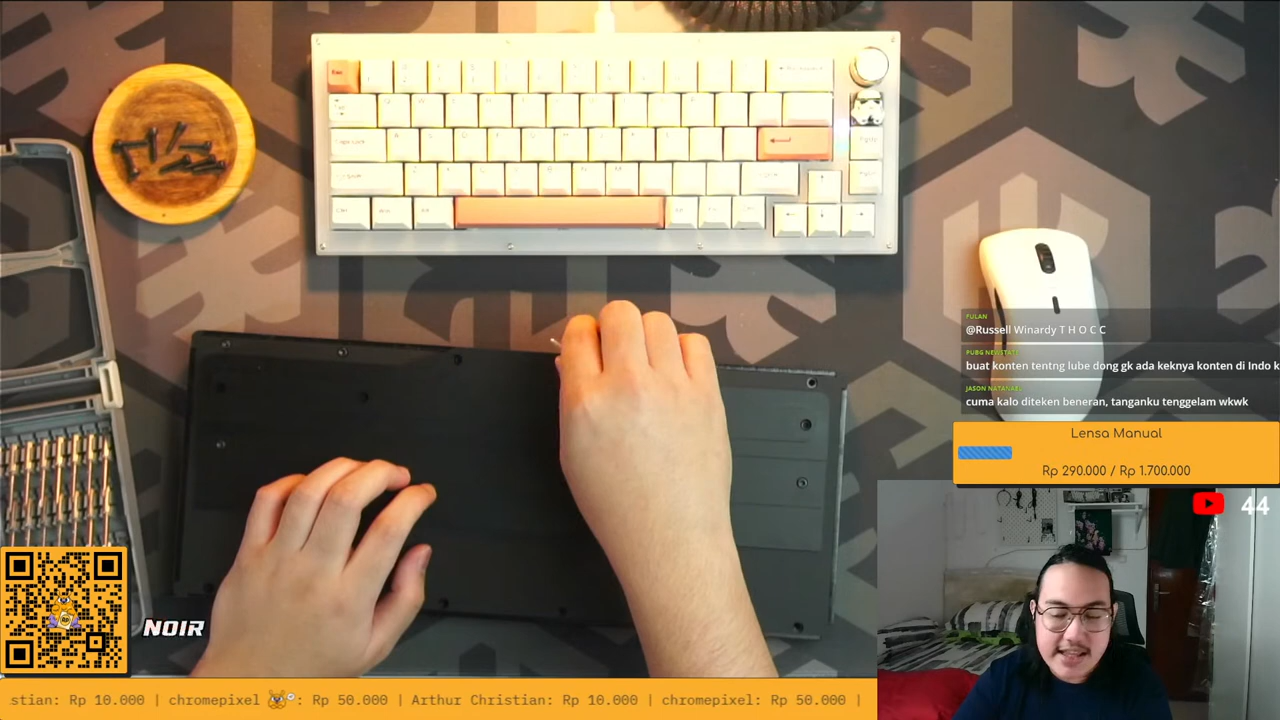 FULAN
@Russell Winardy T H O C C
buat konten tentng lube dong gk ada keknya konten di Indo k
JASON NATANAEL
cuma kalo diteken beneran, tanganku tenggelam wkwk
Lensa Manual
Rp 290.000 / Rp 1.700.000
44
NOIR
stian: Rp 10.000 | chromepixel : Rp 50.000 | Arthur Christian: Rp 10.000 | chromepixel: Rp 50.000 |